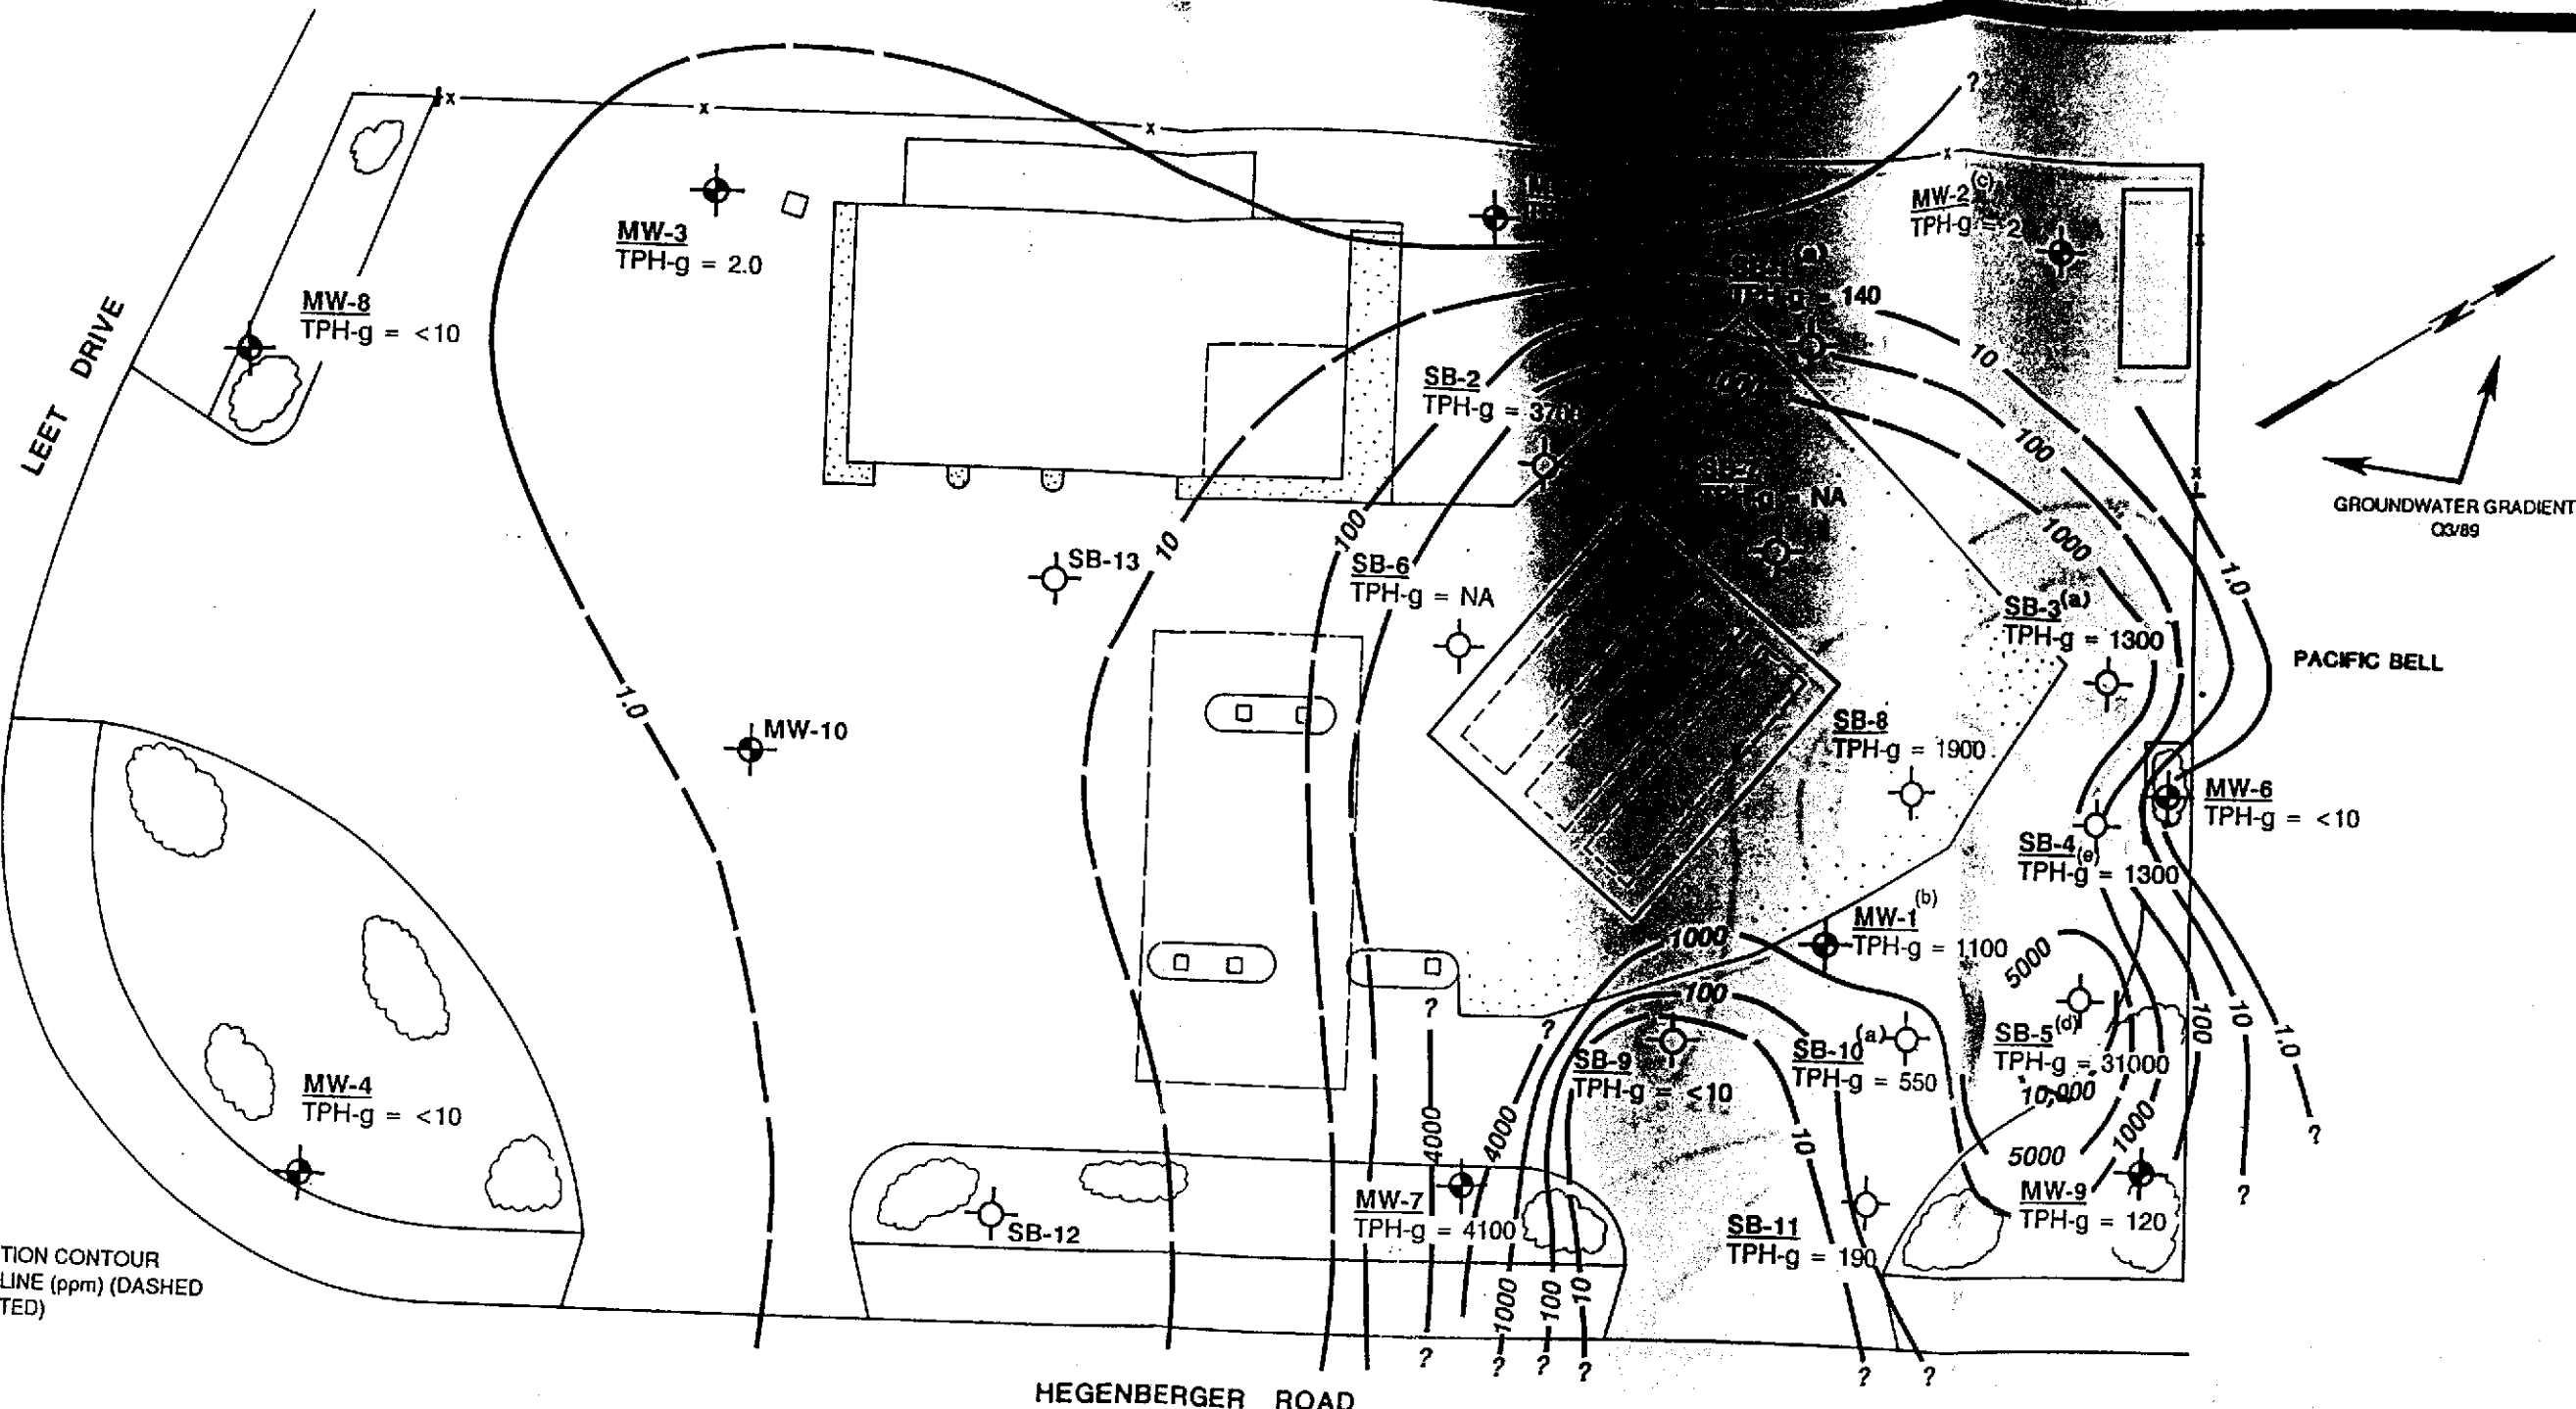 ?
x
x
x
x
MW-3
TPH-g = 2.0
MW-2(c)
TPH-g = 2
MW-8
TPH-g = <10
LEET DRIVE
= 140
10
SB-2
TPH-g =
100
NA
1000
GROUNDWATER GRADIENT
Q3/89
10
100
SB-13
SB-6
TPH-g = NA
1.0
SB-3(a)
TPH-g = 1300
PACIFIC BELL
1.0
MW-10
SB-8
TPH-g = 1900
MW-6
TPH-g = <10
SB-4(e)
TPH-g = 1300
MW-1(b)
TPH-g = 1100
1000
5000
100
?
?
SB-9
TPH-g = <10
SB-10(a)
TPH-g = 550
SB-5(d)
TPH-g = 31000
10,000
100
10
1.0
MW-4
TPH-g = <10
4000
4000
10
1000
5000
?
?
MW-7
TPH-g = 4100
SB-12
SB-11
TPH-g = 190
MW-9
TPH-g = 120
TION CONTOUR
LINE (ppm) (DASHED
TED)
1000
100
10
?
?
?
?
?
?
HEGENBERGER ROAD